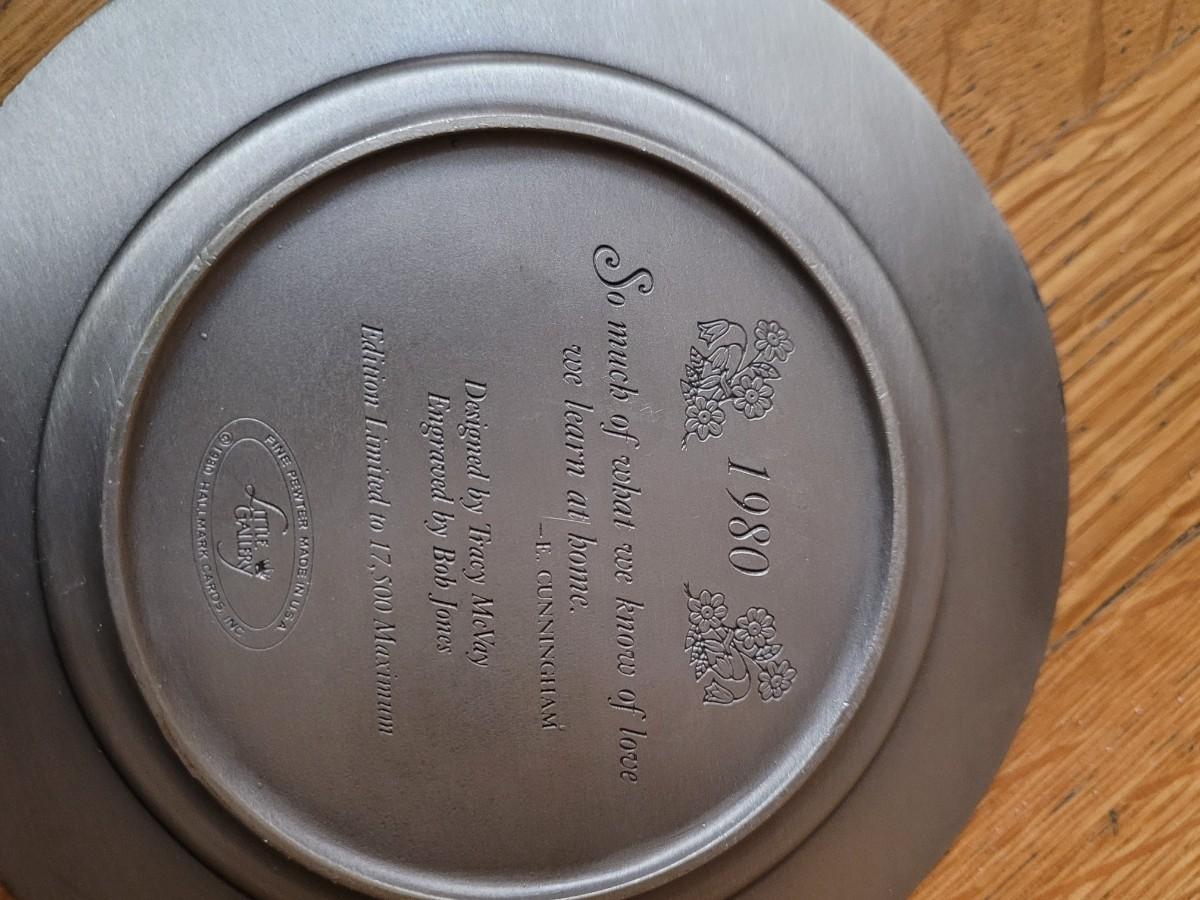 1980
So much of what we know of love
we learn at home.
—E. CUNNINGHAM
Designed by Tracy McVay
Engraved by Bob Jones
Edition Limited to 17,500 Maximum
FINE PEWTER MADE IN U.S.A.
LITTLE
GALLERY
© 1980 HALLMARK CARDS, INC.